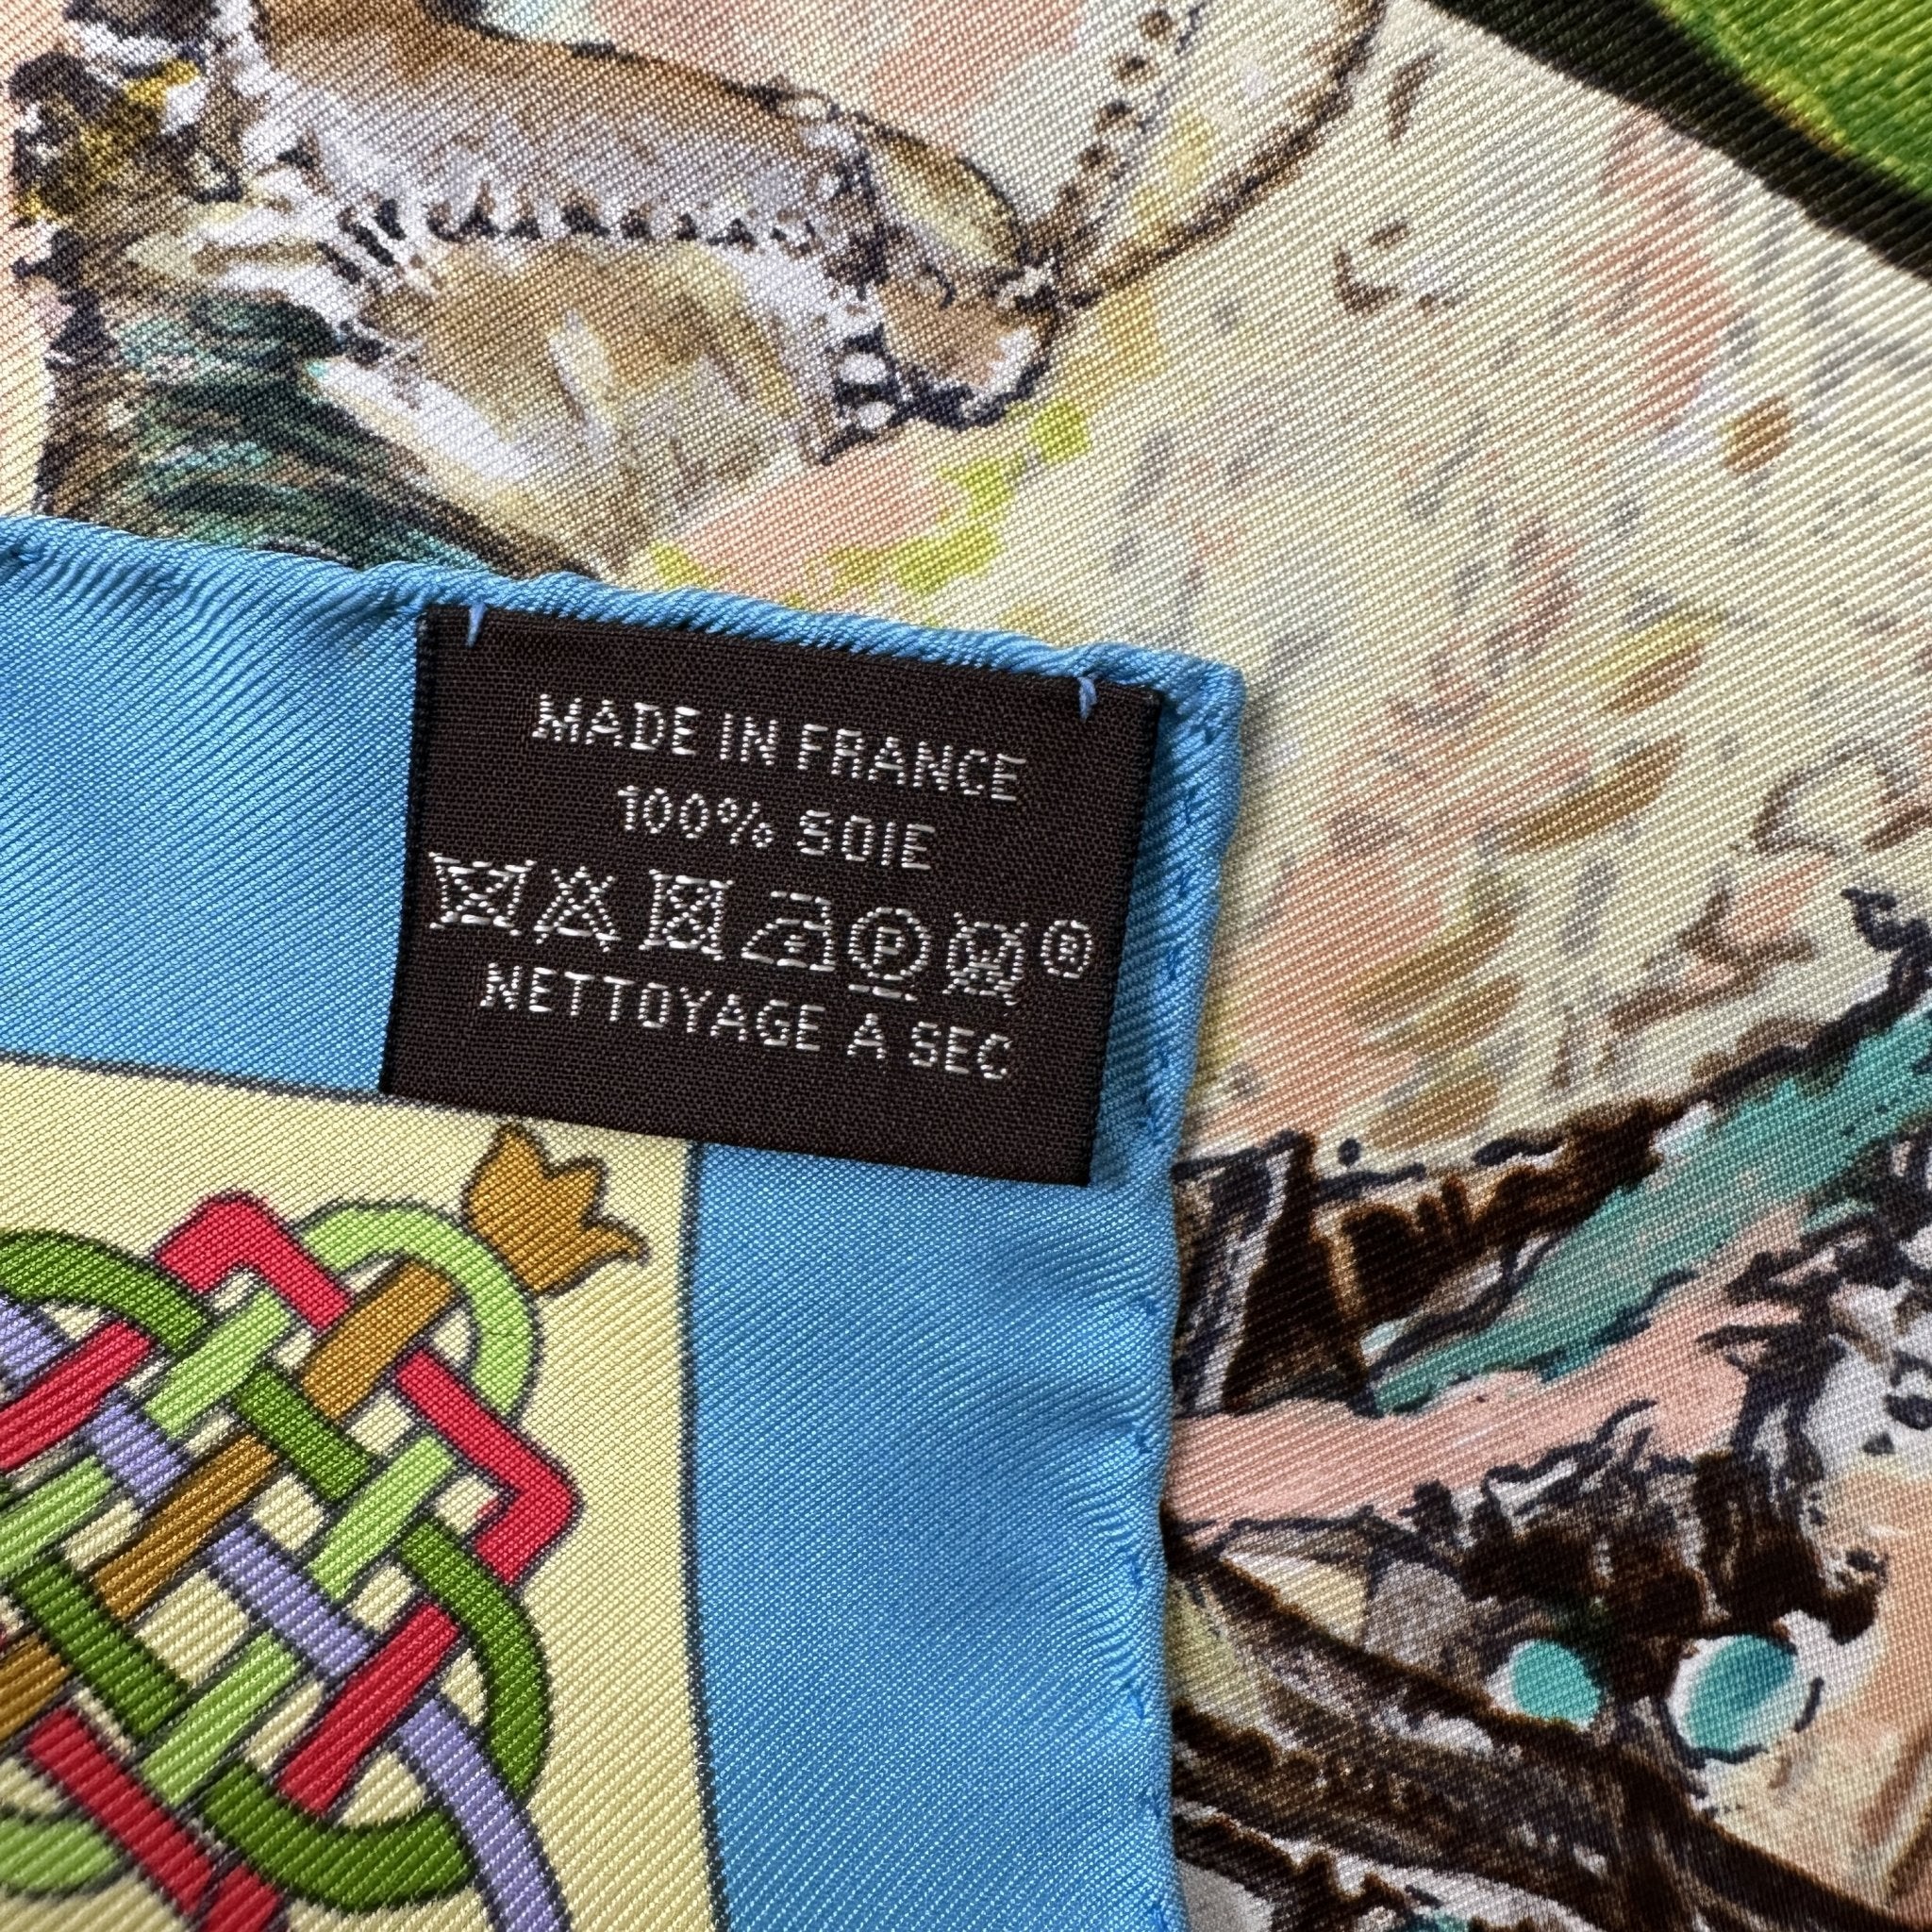 MADE IN FRANCE
100% SOIE
P ®
NETTOYAGE A SEC